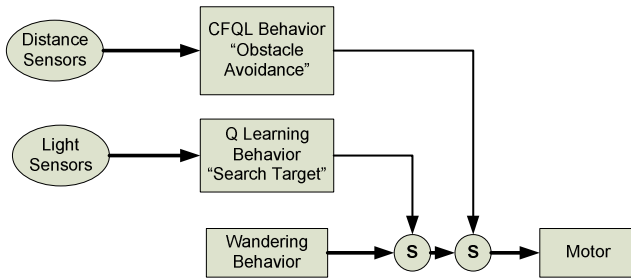 Distance
Sensors
CFQL Behavior
“Obstacle
Avoidance”
Light
Sensors
Q Learning
Behavior
“Search Target”
Wandering
Behavior
S
S
Motor